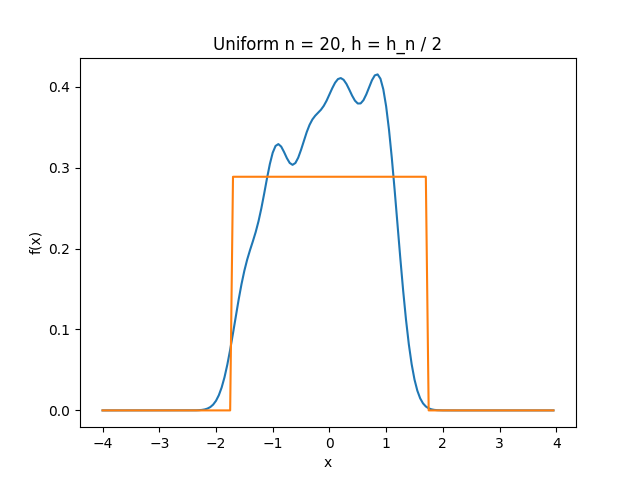 Uniform n = 20, h = h_n / 2
f(x)
0.4
0.3
0.2
0.1
0.0
−4 −3 −2 −1 0 1 2 3 4
x